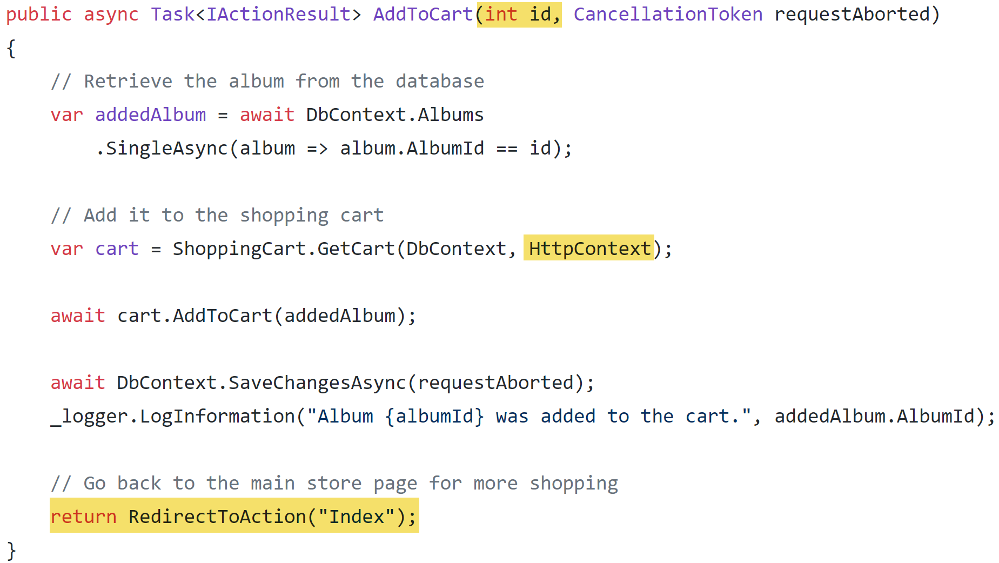 public async Task<IActionResult> AddToCart(int id, CancellationToken requestAborted)
{
    // Retrieve the album from the database
    var addedAlbum = await DbContext.Albums
        .SingleAsync(album => album.AlbumId == id);
    // Add it to the shopping cart
    var cart = ShoppingCart.GetCart(DbContext, HttpContext);
    await cart.AddToCart(addedAlbum);
    await DbContext.SaveChangesAsync(requestAborted);
    _logger.LogInformation("Album {albumId} was added to the cart.", addedAlbum.AlbumId);
    // Go back to the main store page for more shopping
    return RedirectToAction("Index");
}